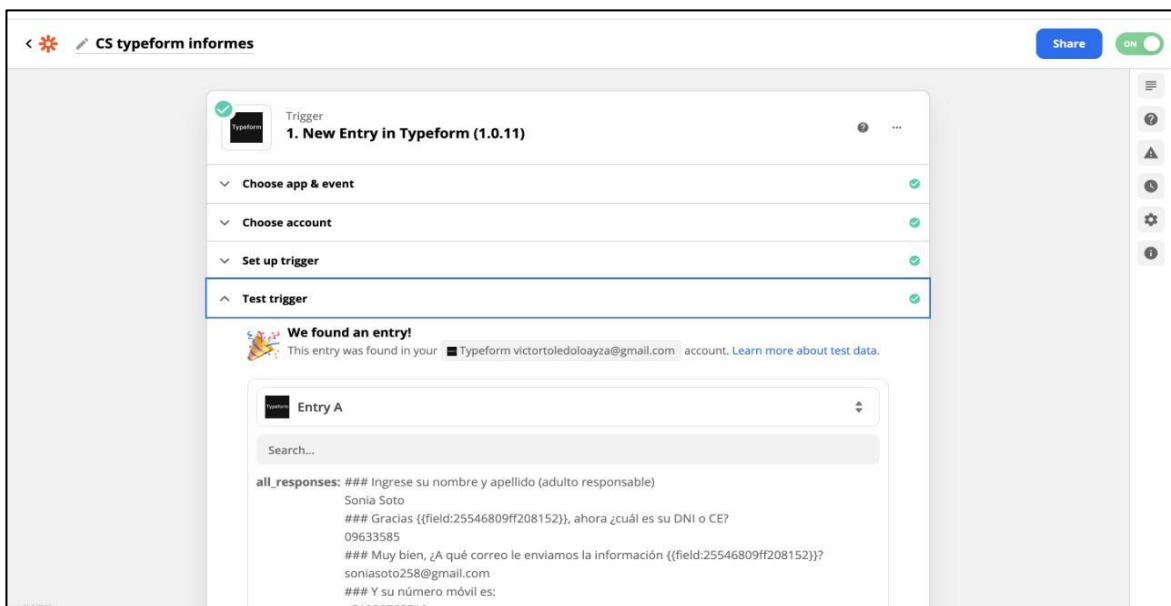 CS typeform informes
Share
ON
Typeform
Trigger
1. New Entry in Typeform (1.0.11)
Choose app & event
Choose account
Set up trigger
Test trigger
We found an entry!
This entry was found in your Typeform victortoledoloayza@gmail.com account. Learn more about test data.
Typeform
Entry A
Search...
all_responses: ### Ingrese su nombre y apellido (adulto responsable)
Sonia Soto
### Gracias {{field:25546809ff208152}}, ahora ¿cuál es su DNI o CE?
09633585
### Muy bien, ¿A qué correo le enviamos la información {{field:25546809ff208152}}?
soniasoto258@gmail.com
### Y su número móvil es: